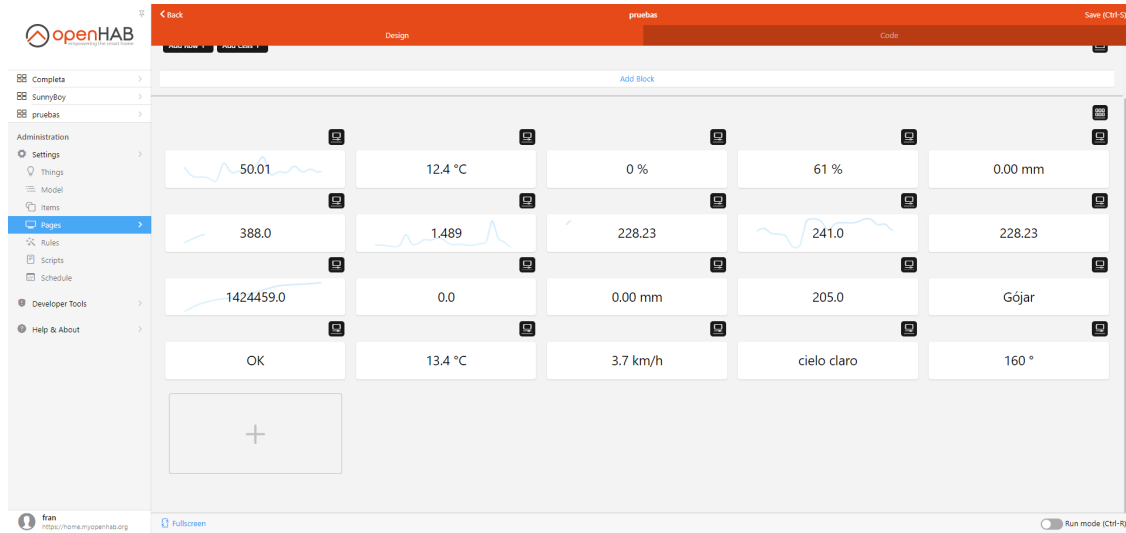 Back
pruebas
Save (Ctrl-S)
openHAB
empowering the smart home
Design
Code
Add Row
Add Cells
Add Block
Completa
SunnyBoy
pruebas
Administration
Settings
Things
Model
Items
Pages
Rules
Scripts
Schedule
Developer Tools
Help & About
50.01
12.4 °C
0 %
61 %
0.00 mm
388.0
1.489
228.23
241.0
228.23
1424459.0
0.0
0.00 mm
205.0
Gójar
OK
13.4 °C
3.7 km/h
cielo claro
160 °
fran
https://home.myopenhab.org
Fullscreen
Run mode (Ctrl-R)